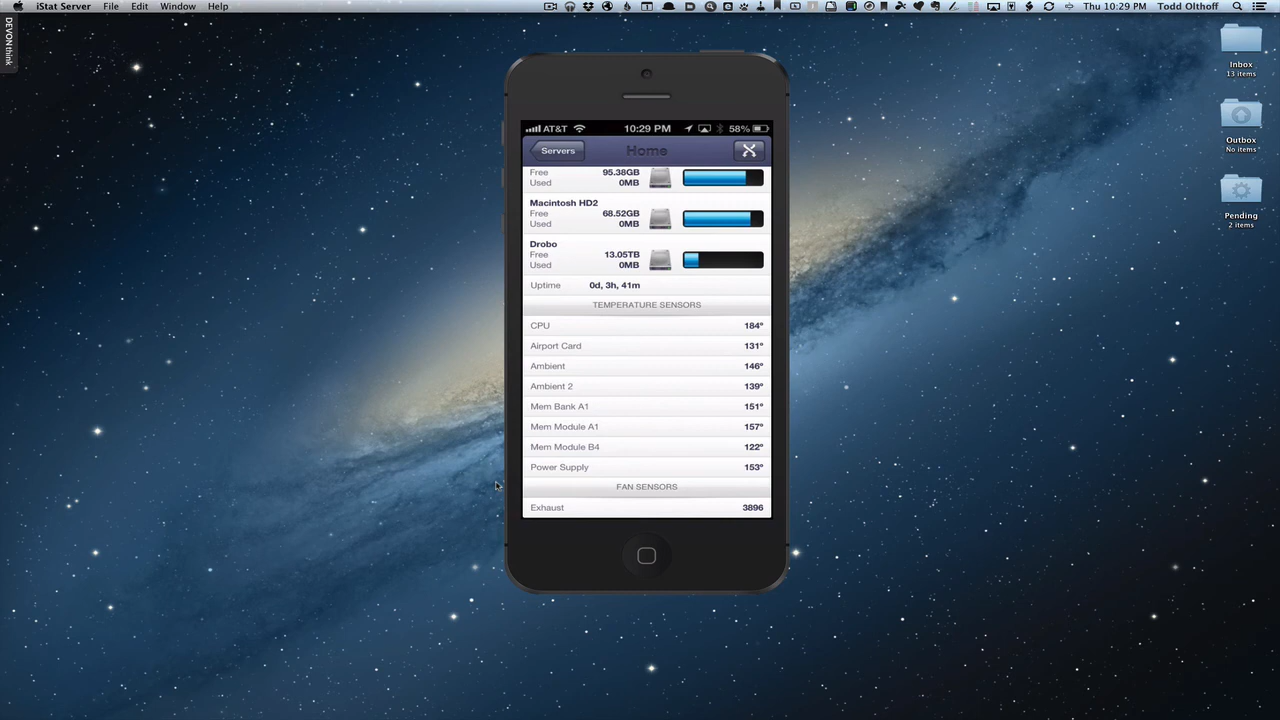 iStat Server File Edit Window Help
Thu 10:29 PM Todd Olthoff
DEVONthink
Inbox
13 items
Outbox
No items
Pending
2 items
AT&T 10:29 PM 58%
Servers Home
Free 95.38GB
Used 0MB
Macintosh HD2
Free 68.52GB
Used 0MB
Drobo
Free 13.05TB
Used 0MB
Uptime 0d, 3h, 41m
TEMPERATURE SENSORS
CPU 184°
Airport Card 131°
Ambient 146°
Ambient 2 139°
Mem Bank A1 151°
Mem Module A1 157°
Mem Module B4 122°
Power Supply 153°
FAN SENSORS
Exhaust 3896